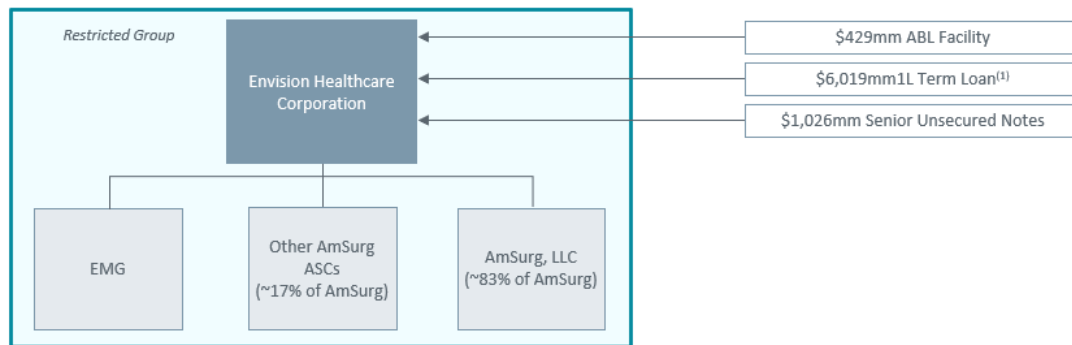 Restricted Group
Envision Healthcare
Corporation
$429mm ABL Facility
$6,019mm1L Term Loan(1)
$1,026mm Senior Unsecured Notes
EMG
Other AmSurg
ASCs
(~17% of AmSurg)
AmSurg, LLC
(~83% of AmSurg)